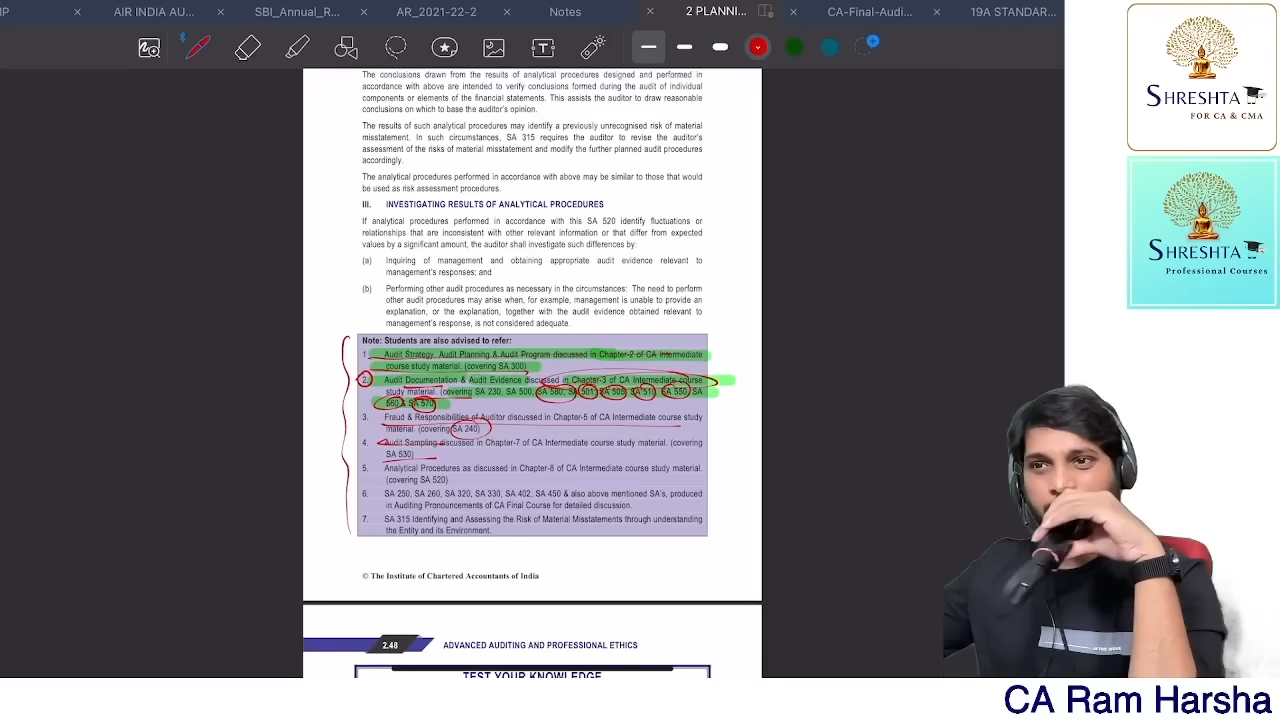 MP
AIR INDIA AU...
SBI_Annual_R...
AR_2021-22-2
Notes
2 PLANNI...
CA-Final-Audi...
19A STANDAR...
The conclusions drawn from the results of analytical procedures designed and performed in
accordance with above are intended to verify conclusions formed during the audit of individual
components or elements of the financial statements. This assists the auditor to draw reasonable
conclusions on which to base the auditor's opinion.
The results of such analytical procedures may identify a previously unrecognised risk of material
misstatement. In such circumstances, SA 315 requires the auditor to revise the auditor's
assessment of the risks of material misstatement and modify the further planned audit procedures
accordingly.
The analytical procedures performed in accordance with above may be similar to those that would
be used as risk assessment procedures.
III. INVESTIGATING RESULTS OF ANALYTICAL PROCEDURES
If analytical procedures performed in accordance with this SA 520 identify fluctuations or
relationships that are inconsistent with other relevant information or that differ from expected
values by a significant amount, the auditor shall investigate such differences by:
(a) Inquiring of management and obtaining appropriate audit evidence relevant to
management's responses; and
(b) Performing other audit procedures as necessary in the circumstances: The need to perform
other audit procedures may arise when, for example, management is unable to provide an
explanation, or the explanation, together with the audit evidence obtained relevant to
management's response, is not considered adequate.
Note: Students are also advised to refer:
1. Audit Strategy, Audit Planning & Audit Program discussed in Chapter-2 of CA Intermediate
course study material. (covering SA 300)
2. Audit Documentation & Audit Evidence discussed in Chapter-3 of CA Intermediate course
study material. (covering SA 230, SA 500, SA 580, SA 501, SA 505, SA 510, SA 550, SA
560 & SA 570)
3. Fraud & Responsibilities of Auditor discussed in Chapter-5 of CA Intermediate course study
material. (covering SA 240)
4. Audit Sampling discussed in Chapter-7 of CA Intermediate course study material. (covering
SA 530)
5. Analytical Procedures as discussed in Chapter-8 of CA Intermediate course study material.
(covering SA 520)
6. SA 250, SA 260, SA 320, SA 330, SA 402, SA 450 & also above mentioned SA's, produced
in Auditing Pronouncements of CA Final Course for detailed discussion.
7. SA 315 Identifying and Assessing the Risk of Material Misstatements through understanding
the Entity and its Environment.
© The Institute of Chartered Accountants of India
2.48 ADVANCED AUDITING AND PROFESSIONAL ETHICS
TEST YOUR KNOWLEDGE
SHRESHTA
FOR CA & CMA
SHRESHTA
Professional Courses
CA Ram Harsha